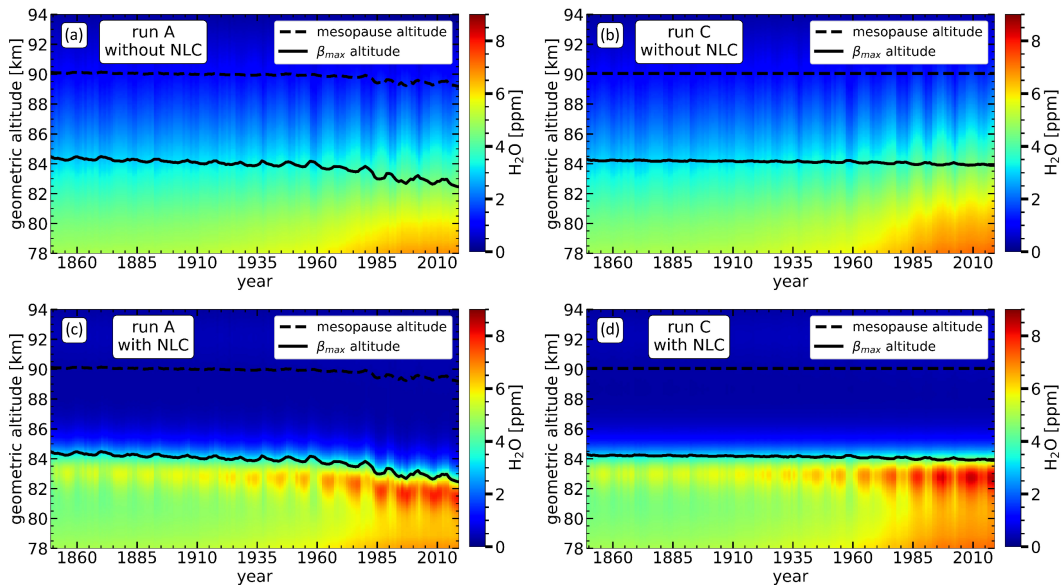 (a)
run A
without NLC
mesopause altitude
βmax altitude
geometric altitude [km]
94
92
90
88
86
84
82
80
78
1860
1885
1910
1935
1960
1985
2010
year
8
6
4
2
0
H2O [ppm]
(b)
run C
without NLC
mesopause altitude
βmax altitude
geometric altitude [km]
94
92
90
88
86
84
82
80
78
1860
1885
1910
1935
1960
1985
2010
year
8
6
4
2
0
H2O [ppm]
(c)
run A
with NLC
mesopause altitude
βmax altitude
geometric altitude [km]
94
92
90
88
86
84
82
80
78
1860
1885
1910
1935
1960
1985
2010
year
8
6
4
2
0
H2O [ppm]
(d)
run C
with NLC
mesopause altitude
βmax altitude
geometric altitude [km]
94
92
90
88
86
84
82
80
78
1860
1885
1910
1935
1960
1985
2010
year
8
6
4
2
0
H2O [ppm]